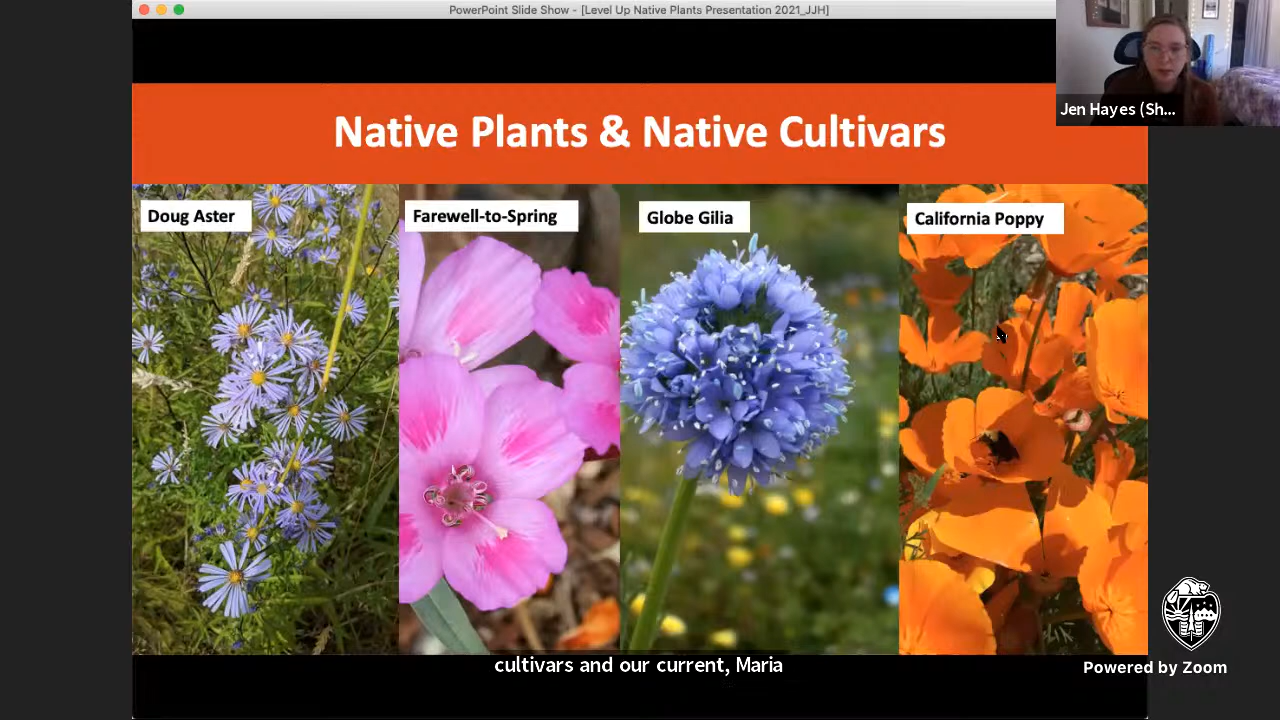 PowerPoint Slide Show - [Level Up Native Plants Presentation 2021_JJH]
Jen Hayes (Sh...
Native Plants & Native Cultivars
Doug Aster
Farewell-to-Spring
Globe Gilia
California Poppy
cultivars and our current, Maria
Powered by Zoom